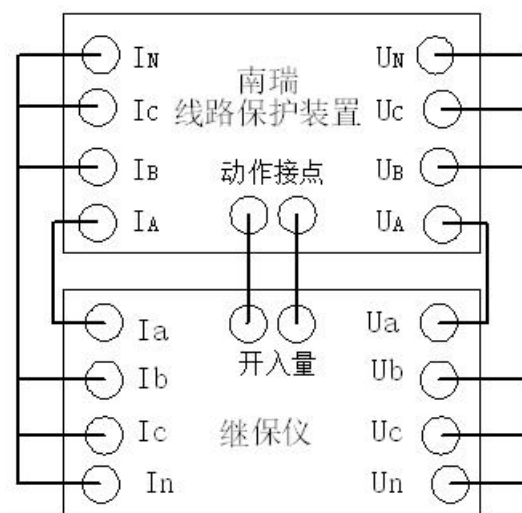 IN 南瑞 UN
Ic 线路保护装置 Uc
IB 动作接点 UB
IA UA
Ia Ua
开入量
Ib Ub
Ic 继保仪 Uc
In Un